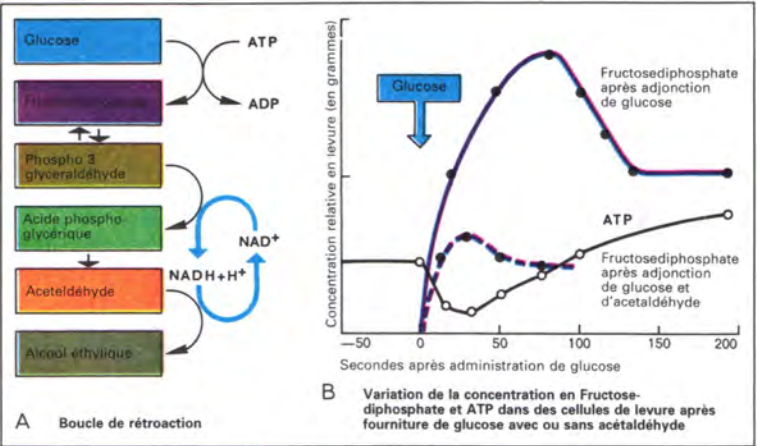 Glucose
ATP
ADP
Phospho 3
glyceraldéhyde
Acide phospho-
glycérique
NAD+
NADH+H+
Aceteldéhyde
Alcool éthylique
A Boucle de rétroaction
Concentration relative en levure (en grammes)
Glucose
Fructosediphosphate
après adjonction
de glucose
ATP
Fructosediphosphate
après adjonction
de glucose et
d'acetaldéhyde
−50 0 50 100 150 200
Secondes après administration de glucose
B Variation de la concentration en Fructose-
diphosphate et ATP dans des cellules de levure après
fourniture de glucose avec ou sans acétaldéhyde